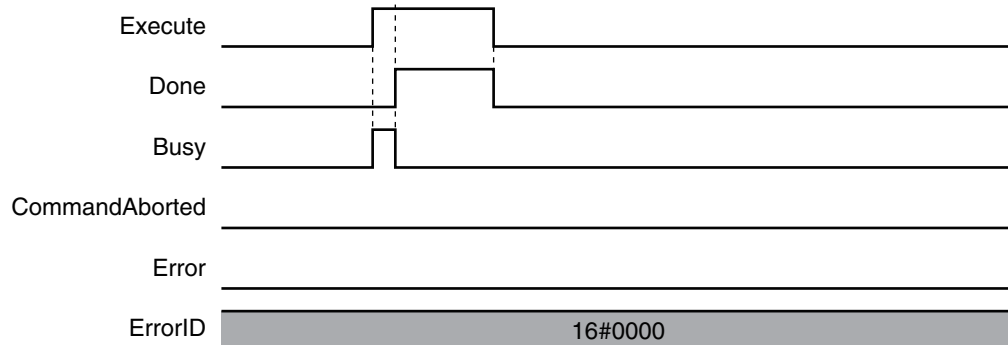 Execute
Done
Busy
CommandAborted
Error
ErrorID 16#0000